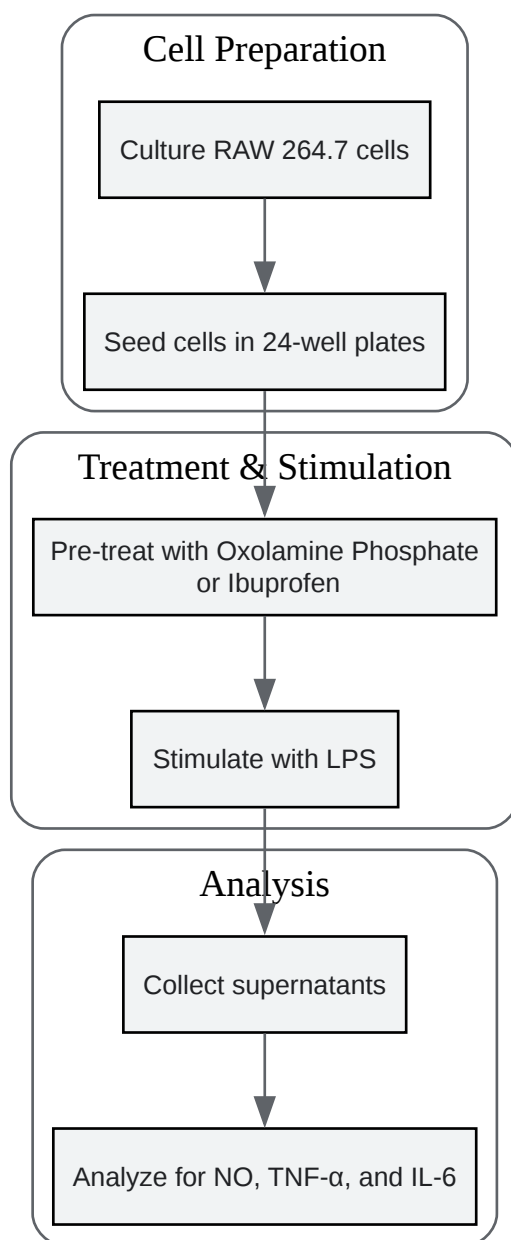 Cell Preparation
Culture RAW 264.7 cells
Seed cells in 24-well plates
Treatment & Stimulation
Pre-treat with Oxolamine Phosphate
or Ibuprofen
Stimulate with LPS
Analysis
Collect supernatants
Analyze for NO, TNF-α, and IL-6